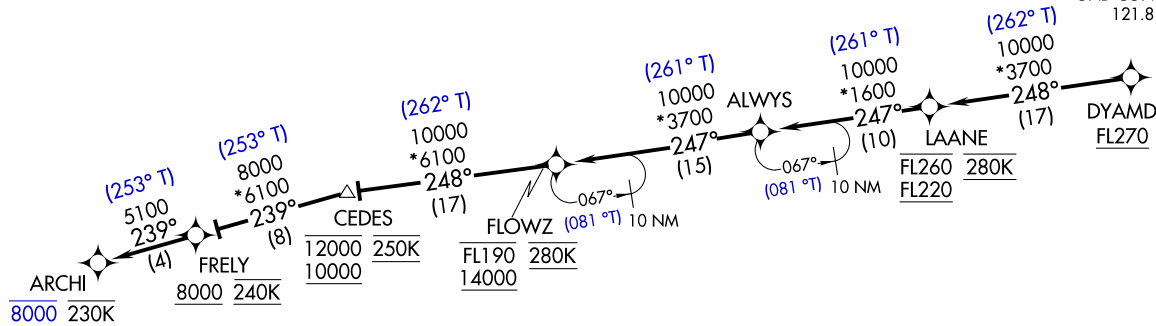 121.8
(262° T)
10000
*3700
248°
(17)
DYAMD
FL270
(261° T)
10000
*1600
247°
(10)
LAANE
FL260 280K
FL220
ALWYS
067°
(081 °T)
10 NM
(261° T)
10000
*3700
247°
(15)
FLOWZ
FL190 280K
14000
067°
(081 °T)
10 NM
(262° T)
10000
*6100
248°
(17)
CEDES
12000 250K
10000
(253° T)
8000
*6100
239°
(8)
FRELY
8000 240K
(253° T)
5100
239°
(4)
ARCHI
8000 230K